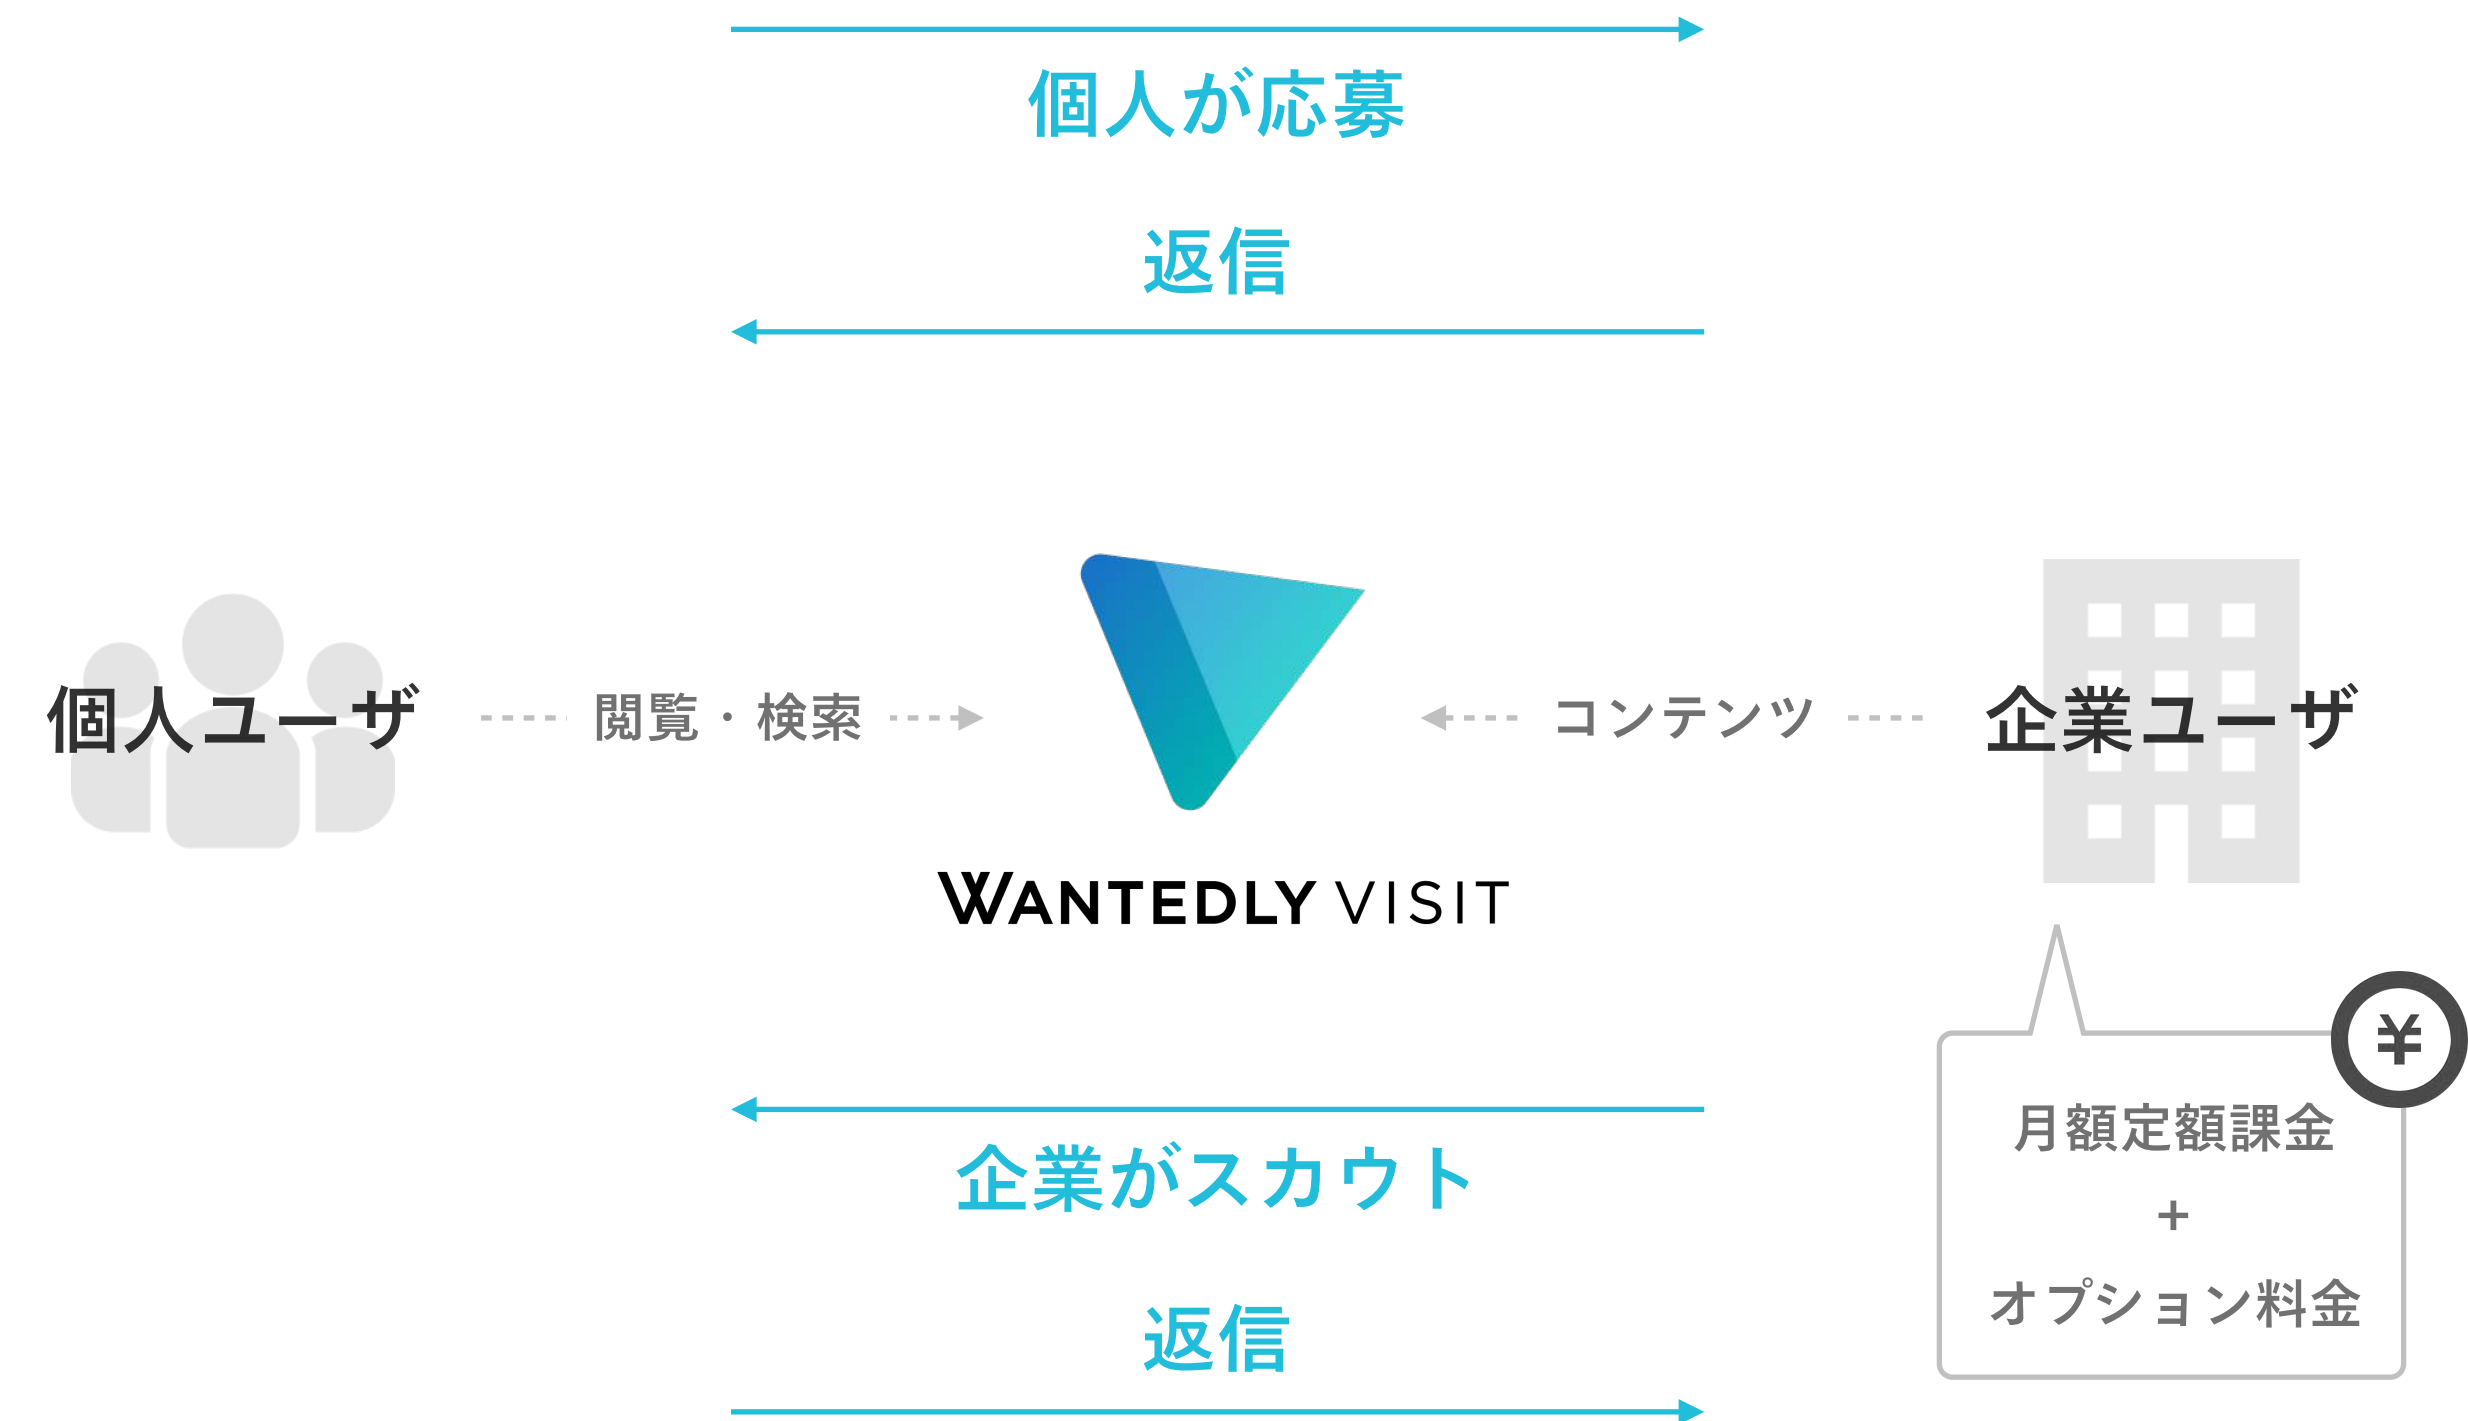 個人が応募
返信
個人ユーザ
閲覧・検索
コンテンツ
企業ユーザ
WANTEDLY VISIT
¥
月額定額課金
+
オプション料金
企業がスカウト
返信